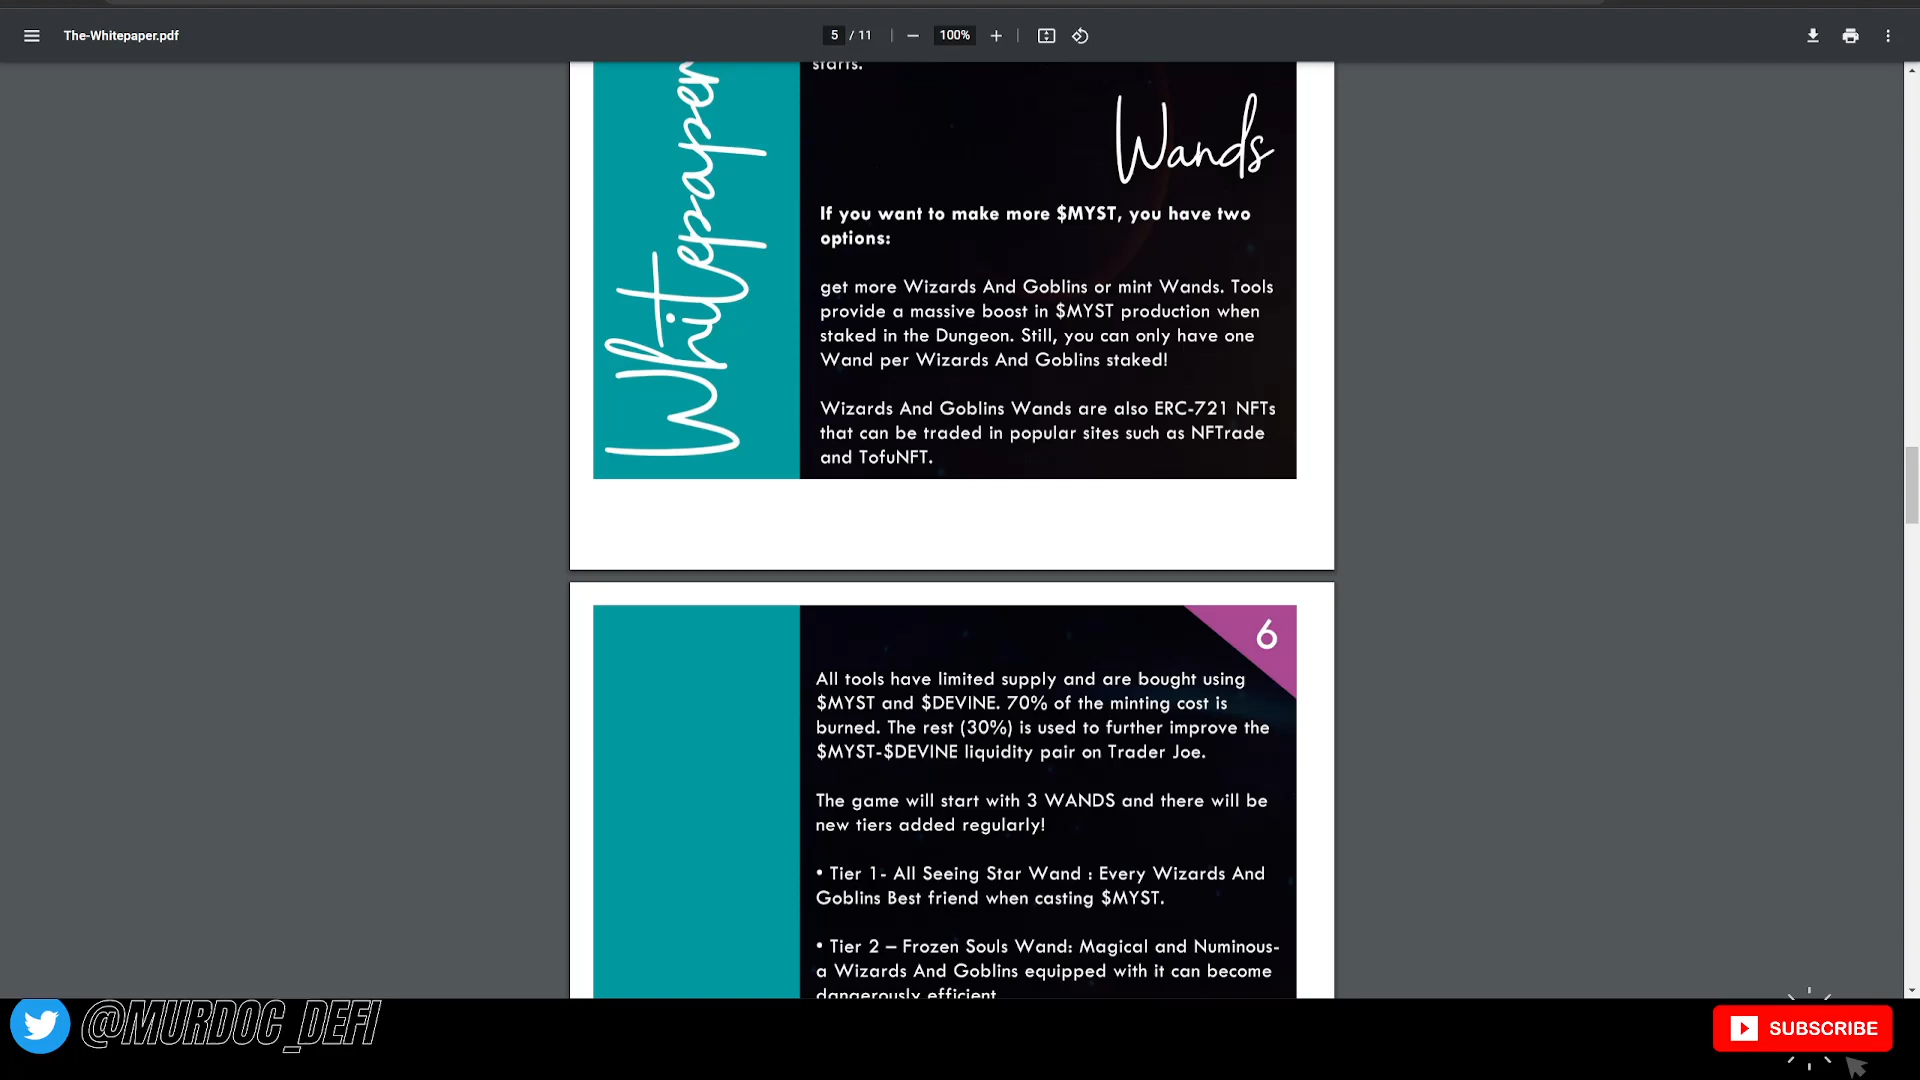 The-Whitepaper.pdf
5 / 11
100%
starts.
Whitepaper
Wands
If you want to make more $MYST, you have two
options:
get more Wizards And Goblins or mint Wands. Tools
provide a massive boost in $MYST production when
staked in the Dungeon. Still, you can only have one
Wand per Wizards And Goblins staked!
Wizards And Goblins Wands are also ERC-721 NFTs
that can be traded in popular sites such as NFTrade
and TofuNFT.
6
All tools have limited supply and are bought using
$MYST and $DEVINE. 70% of the minting cost is
burned. The rest (30%) is used to further improve the
$MYST-$DEVINE liquidity pair on Trader Joe.
The game will start with 3 WANDS and there will be
new tiers added regularly!
• Tier 1- All Seeing Star Wand : Every Wizards And
Goblins Best friend when casting $MYST.
• Tier 2 – Frozen Souls Wand: Magical and Numinous-
a Wizards And Goblins equipped with it can become
dangerously efficient
@MURDOC_DEFI
SUBSCRIBE